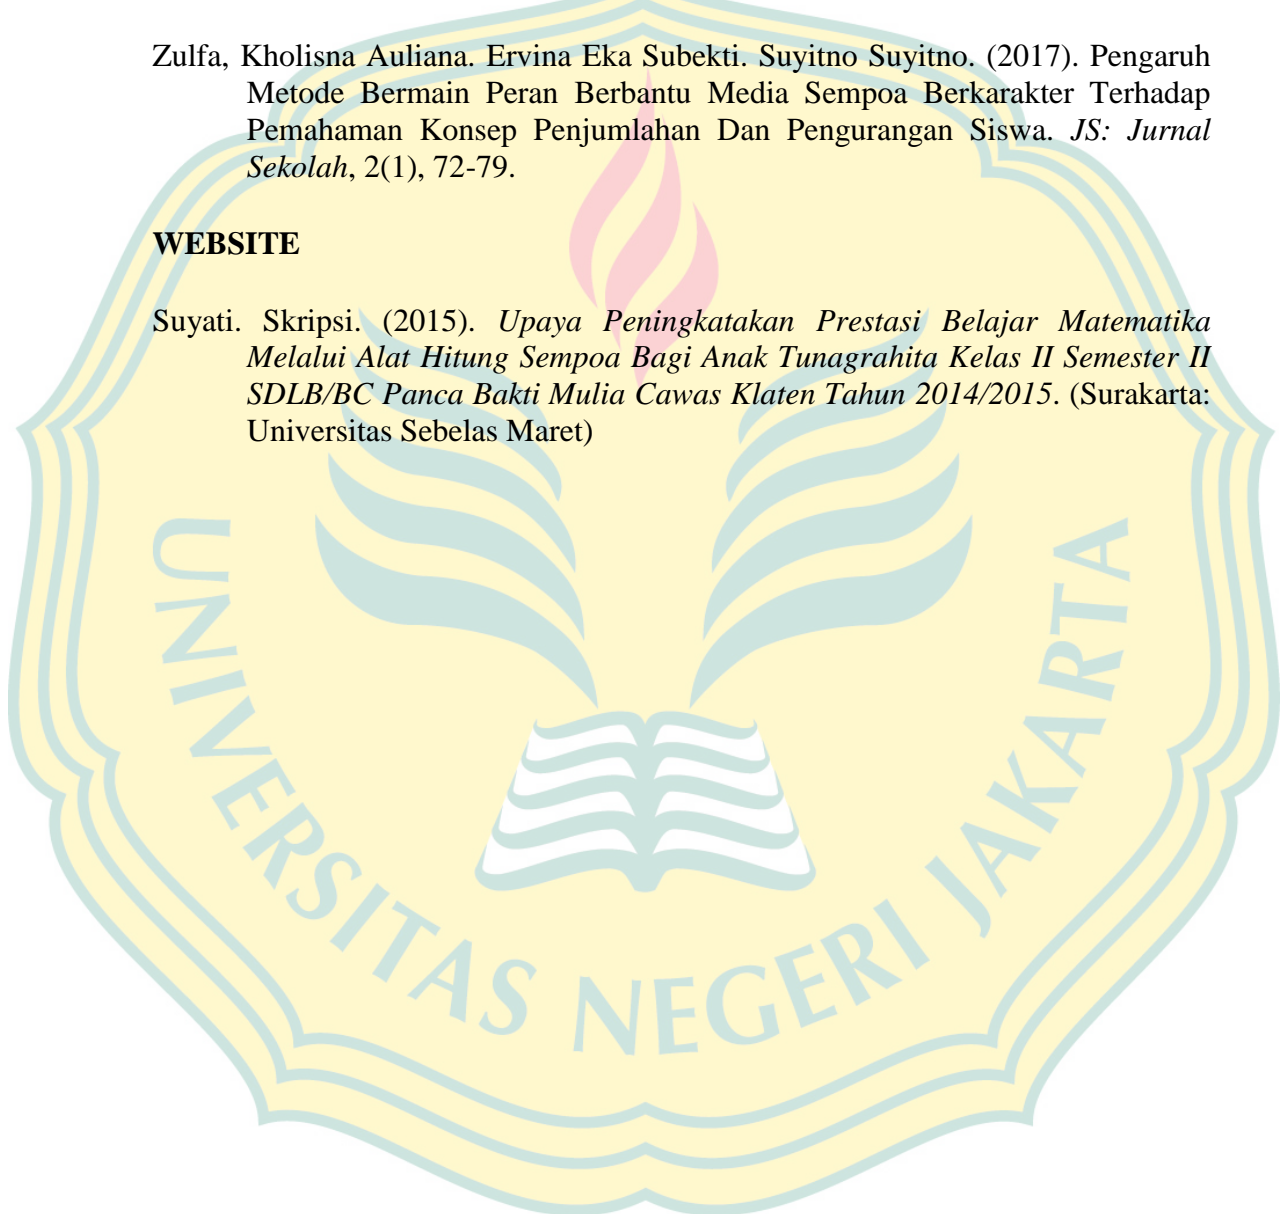 Zulfa, Kholisna Auliana. Ervina Eka Subekti. Suyitno Suyitno. (2017). Pengaruh
Metode Bermain Peran Berbantu Media Sempoa Berkarakter Terhadap
Pemahaman Konsep Penjumlahan Dan Pengurangan Siswa. JS: Jurnal
Sekolah, 2(1), 72-79.
WEBSITE
Suyati. Skripsi. (2015). Upaya Peningkatakan Prestasi Belajar Matematika
Melalui Alat Hitung Sempoa Bagi Anak Tunagrahita Kelas II Semester II
SDLB/BC Panca Bakti Mulia Cawas Klaten Tahun 2014/2015. (Surakarta:
Universitas Sebelas Maret)
UNIVERSITAS NEGERI JAKARTA